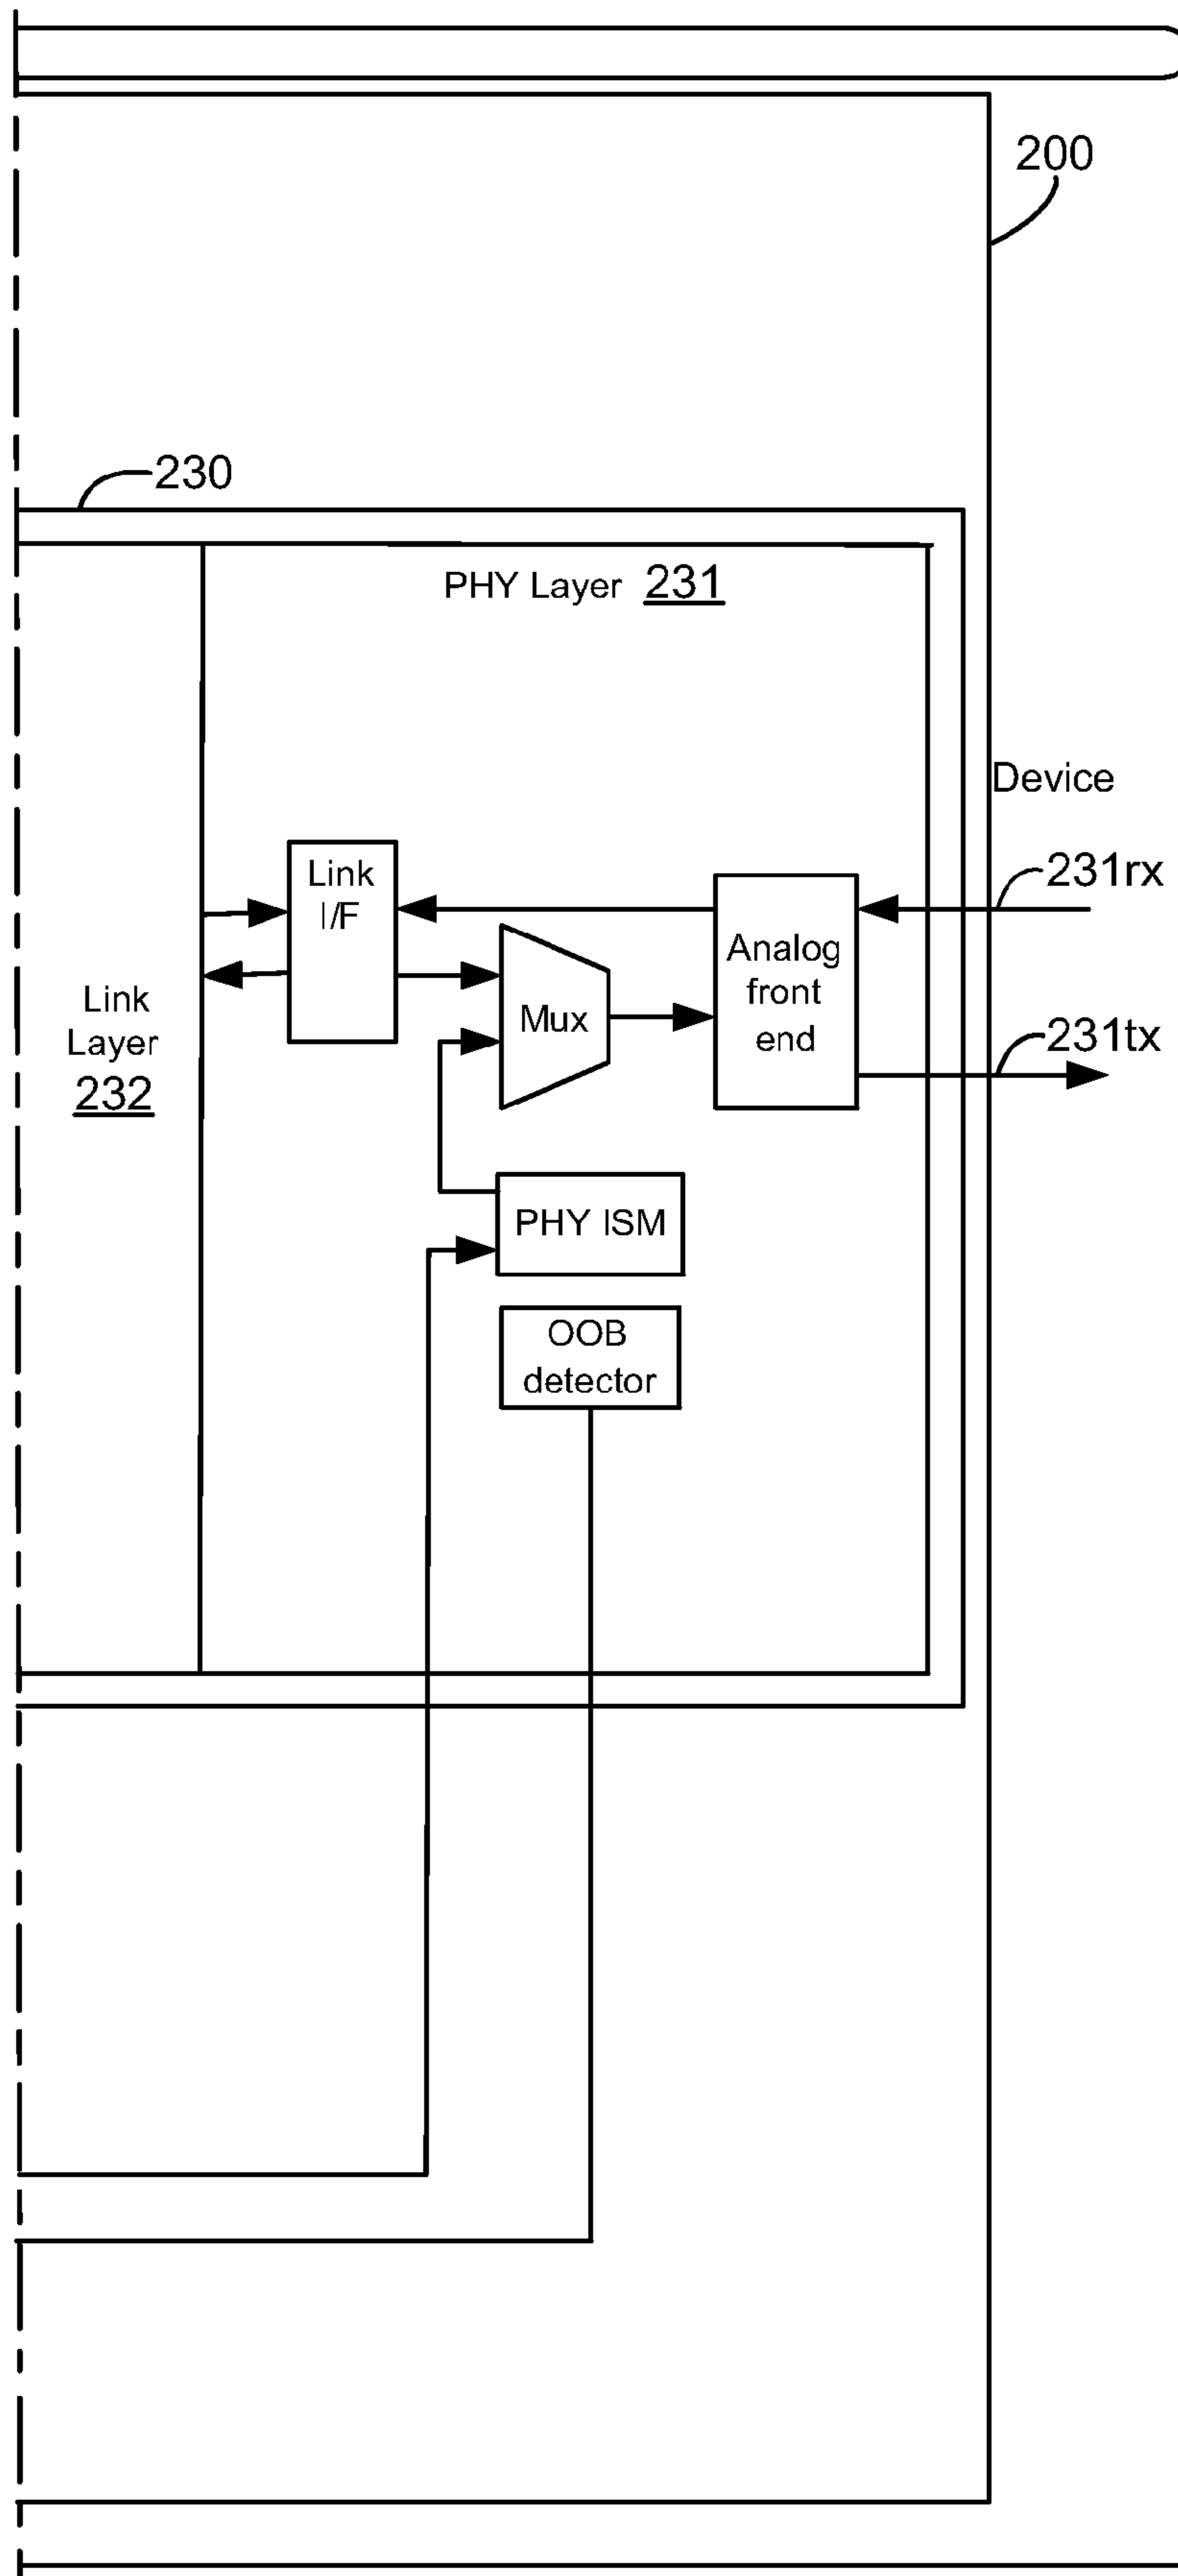 200
230
PHY Layer 231
Device
231rx
Link
I/F
Analog
front
end
Mux
231tx
Link
Layer
232
PHY ISM
OOB
detector